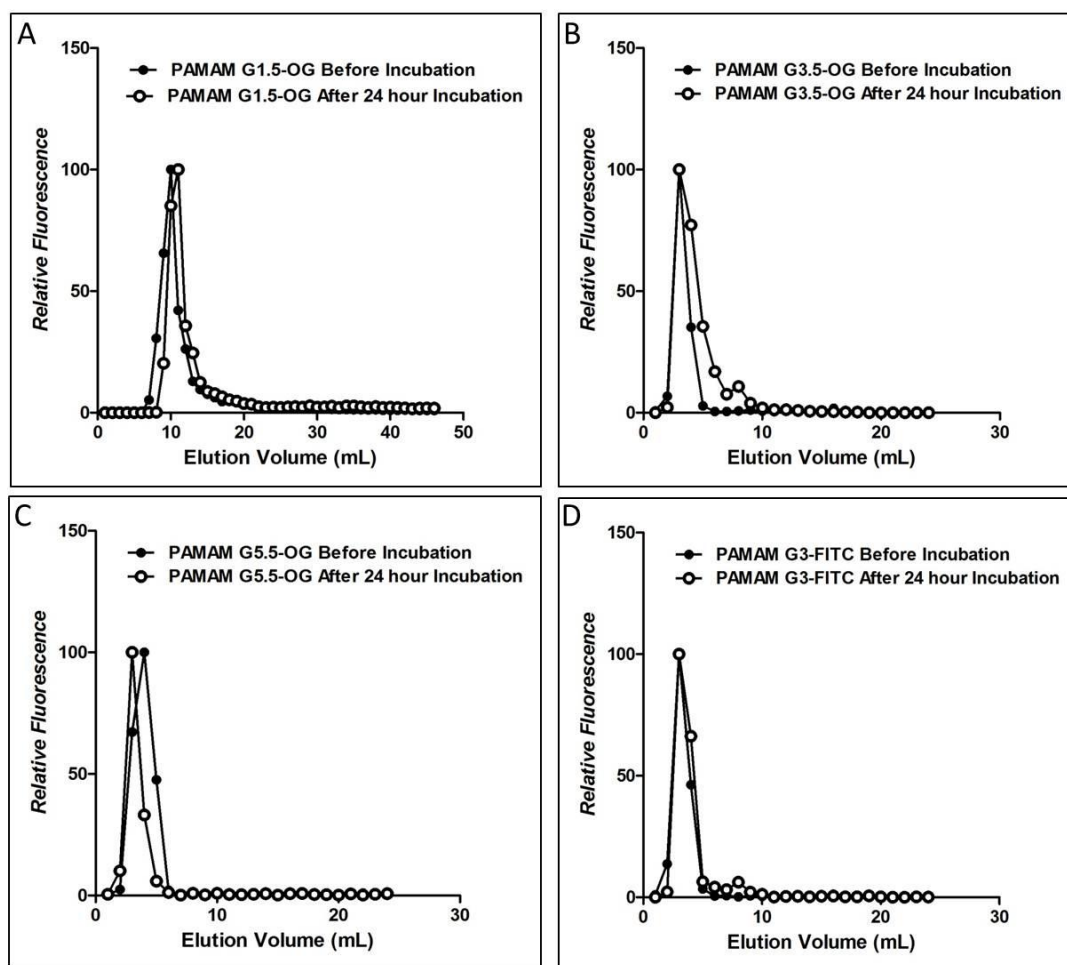 A
150
PAMAM G1.5-OG Before Incubation
PAMAM G1.5-OG After 24 hour Incubation
100
50
0
Relative Fluorescence
0 10 20 30 40 50
Elution Volume (mL)
B
150
PAMAM G3.5-OG Before Incubation
PAMAM G3.5-OG After 24 hour Incubation
100
50
0
Relative Fluorescence
0 10 20 30
Elution Volume (mL)
C
150
PAMAM G5.5-OG Before Incubation
PAMAM G5.5-OG After 24 hour Incubation
100
50
0
Relative Fluorescence
0 10 20 30
Elution Volume (mL)
D
150
PAMAM G3-FITC Before Incubation
PAMAM G3-FITC After 24 hour Incubation
100
50
0
Relative Fluorescence
0 10 20 30
Elution Volume (mL)